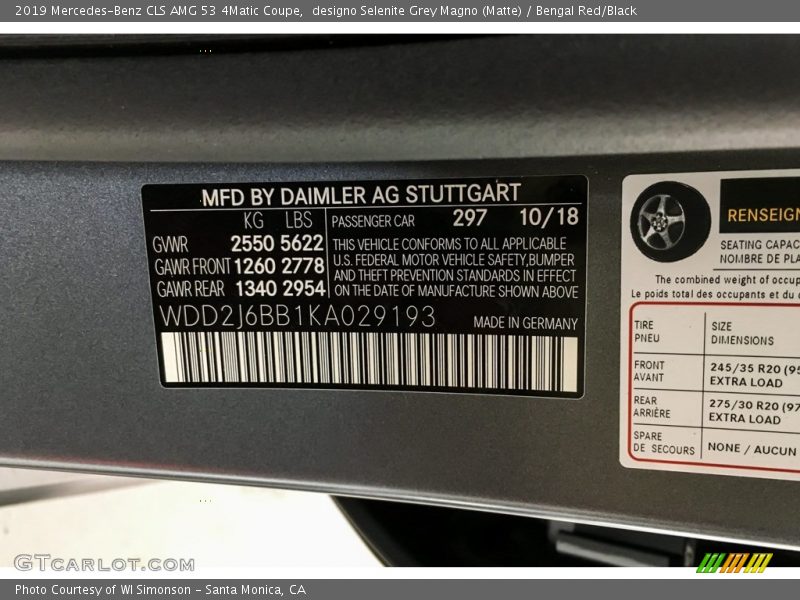 2019 Mercedes-Benz CLS AMG 53 4Matic Coupe, designo Selenite Grey Magno (Matte) / Bengal Red/Black
MFD BY DAIMLER AG STUTTGART
KG LBS
GVWR 2550 5622
GAWR FRONT 1260 2778
GAWR REAR 1340 2954
PASSENGER CAR 297 10/18
THIS VEHICLE CONFORMS TO ALL APPLICABLE
U.S. FEDERAL MOTOR VEHICLE SAFETY,BUMPER
AND THEFT PREVENTION STANDARDS IN EFFECT
ON THE DATE OF MANUFACTURE SHOWN ABOVE
WDD2J6BB1KA029193 MADE IN GERMANY
SEATING
NOMBRE DE
The combined weight of
Le poids total des occupants et du
TIRE
PNEU
SIZE
DIMENSIONS
FRONT
AVANT
245/35 R20
EXTRA LOAD
REAR
ARRIÈRE
275/30 R20
EXTRA LOAD
SPARE
DE SECOURS
NONE / AUCUN
GTCARLOT.COM
Photo Courtesy of WI Simonson - Santa Monica, CA